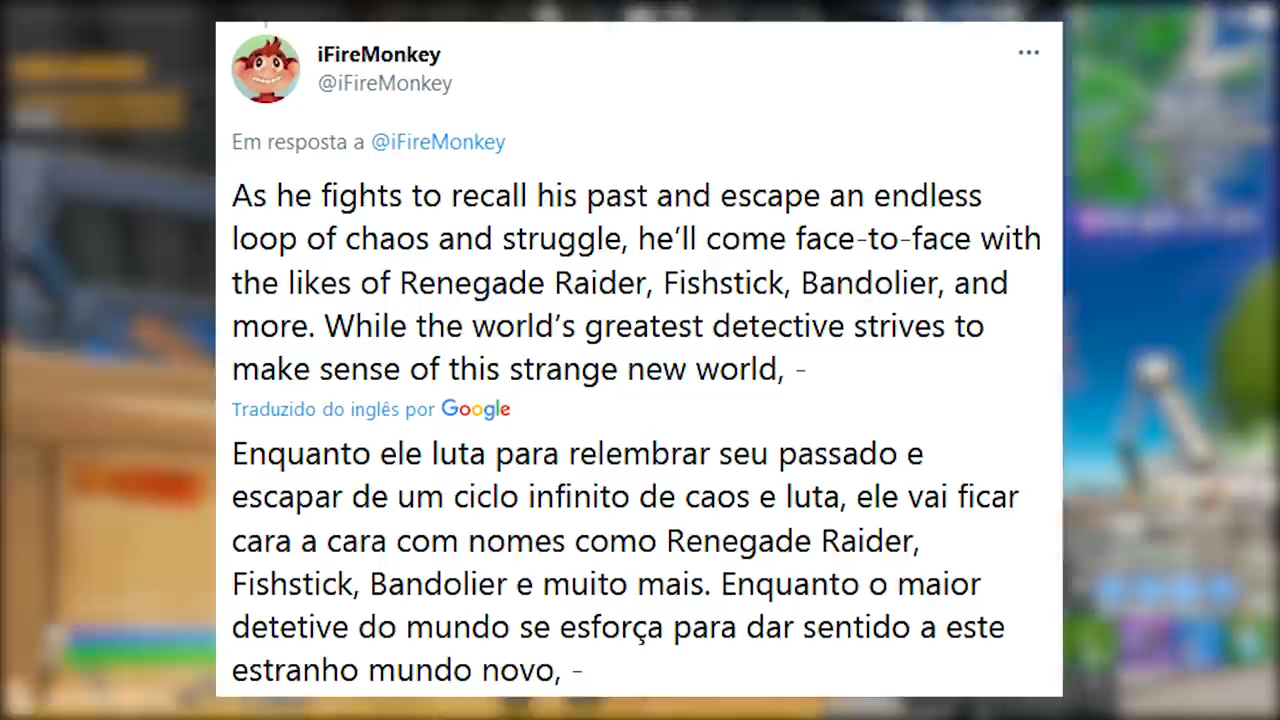 iFireMonkey
@iFireMonkey
Em resposta a @iFireMonkey
As he fights to recall his past and escape an endless
loop of chaos and struggle, he’ll come face-to-face with
the likes of Renegade Raider, Fishstick, Bandolier, and
more. While the world’s greatest detective strives to
make sense of this strange new world, -
Traduzido do inglês por Google
Enquanto ele luta para relembrar seu passado e
escapar de um ciclo infinito de caos e luta, ele vai ficar
cara a cara com nomes como Renegade Raider,
Fishstick, Bandolier e muito mais. Enquanto o maior
detetive do mundo se esforça para dar sentido a este
estranho mundo novo, -